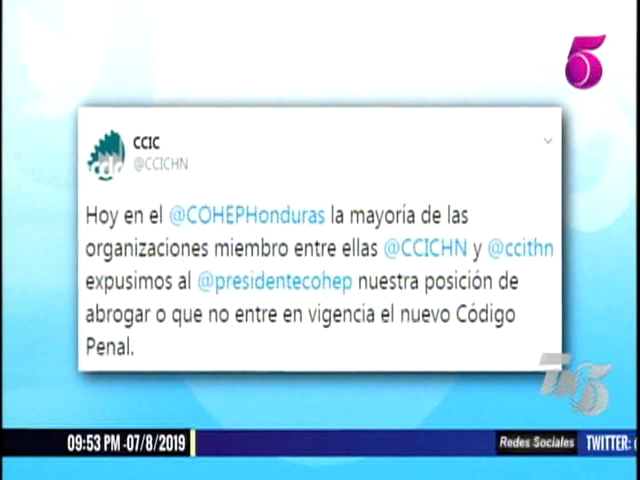 5
CCIC
@CCICHN
Hoy en el @COHEPHonduras la mayoría de las
organizaciones miembro entre ellas @CCICHN y @ccithn
expusimos al @presidentecohep nuestra posición de
abrogar o que no entre en vigencia el nuevo Código
Penal.
09:53 PM -07/8/2019
Redes Sociales
TWITTER: